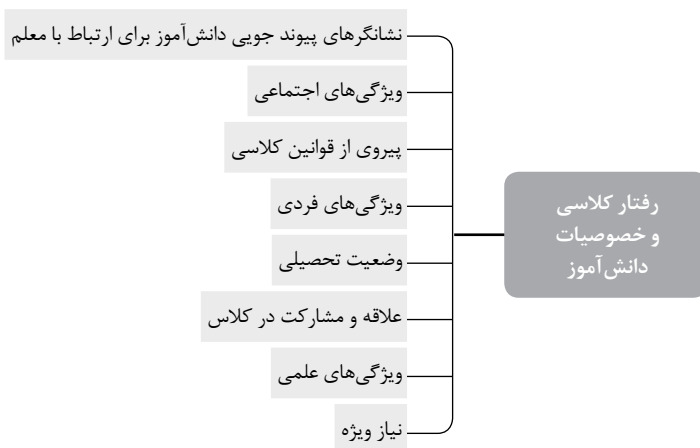 رفتار کلاسی
و خصوصیات
دانش‌آموز
نشانگرهای پیوند جویی دانش‌آموز برای ارتباط با معلم
ویژگی‌های اجتماعی
پیروی از قوانین کلاسی
ویژگی‌های فردی
وضعیت تحصیلی
علاقه و مشارکت در کلاس
ویژگی‌های علمی
نیاز ویژه